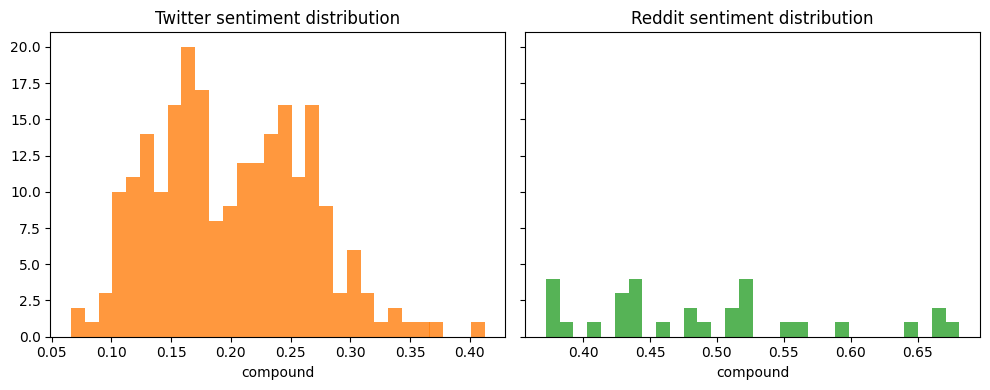 Twitter sentiment distribution
20.0
17.5
15.0
12.5
10.0
7.5
5.0
2.5
0.0
0.05 0.10 0.15 0.20 0.25 0.30 0.35 0.40
compound
Reddit sentiment distribution
0.40 0.45 0.50 0.55 0.60 0.65
compound